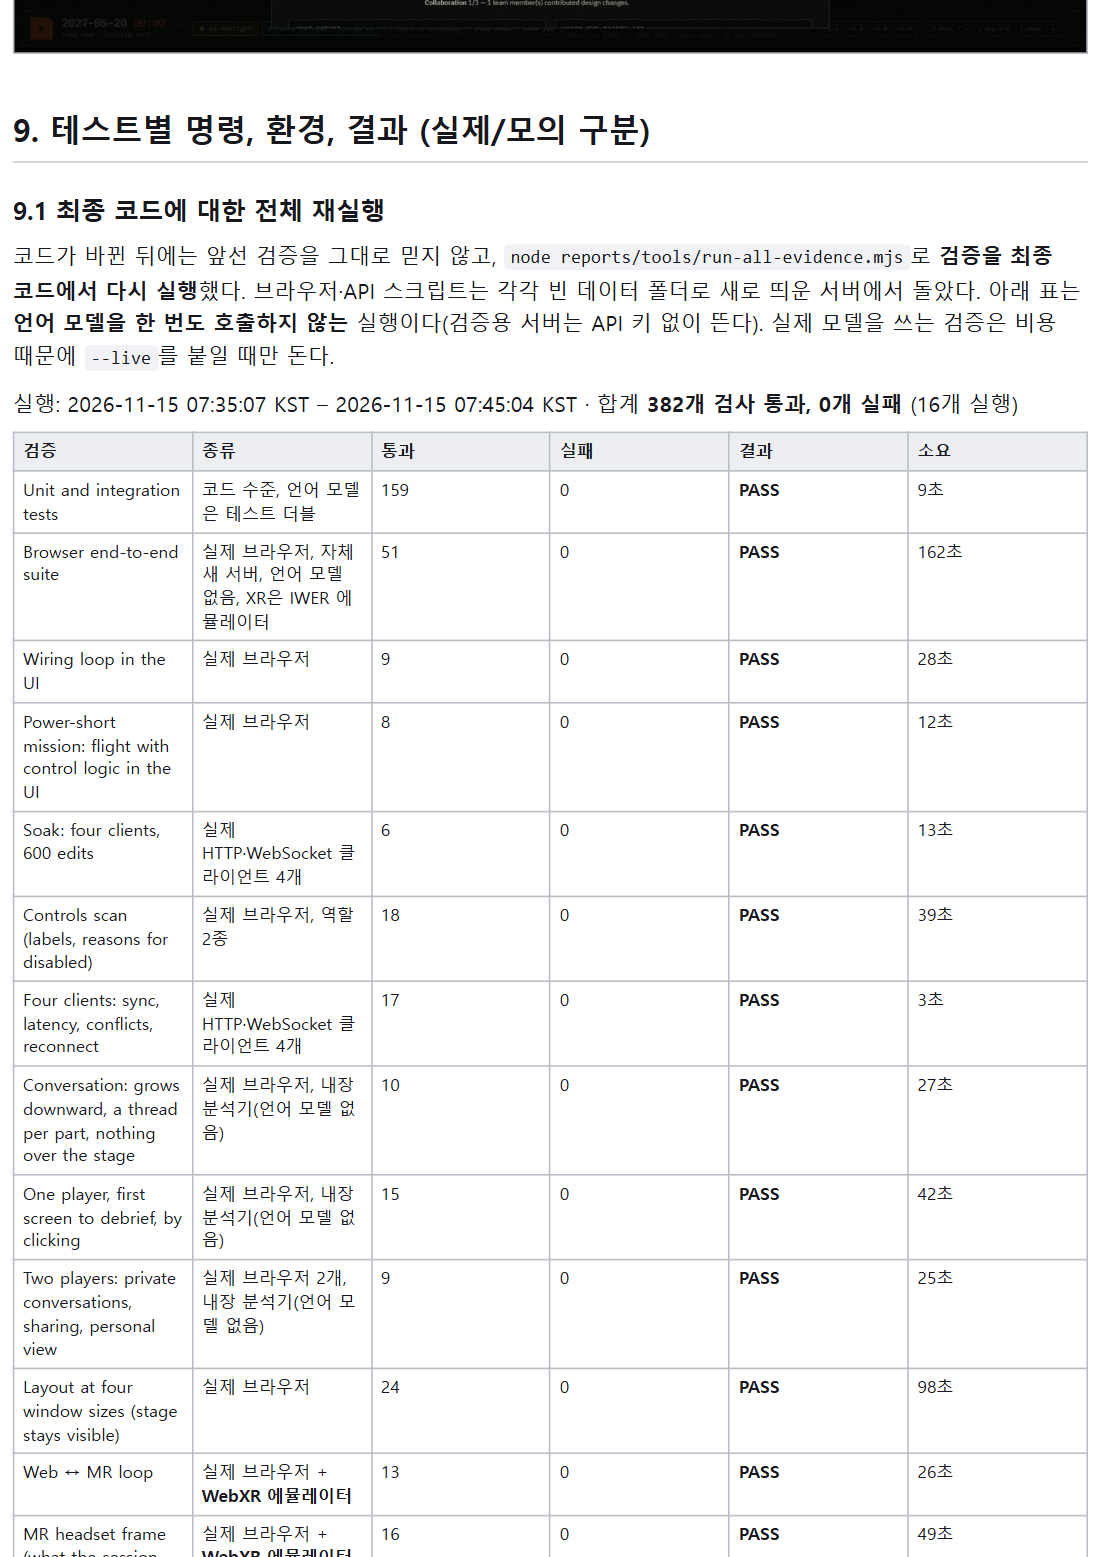 Collaboration 1/3 — 1 team member(s) contributed design changes.
2027-05-20 00:00
9. 테스트별 명령, 환경, 결과 (실제/모의 구분)
9.1 최종 코드에 대한 전체 재실행
코드가 바뀐 뒤에는 앞선 검증을 그대로 믿지 않고, node reports/tools/run-all-evidence.mjs 로 검증을 최종
코드에서 다시 실행했다. 브라우저·API 스크립트는 각각 빈 데이터 폴더로 새로 띄운 서버에서 돌았다. 아래 표는
언어 모델을 한 번도 호출하지 않는 실행이다(검증용 서버는 API 키 없이 뜬다). 실제 모델을 쓰는 검증은 비용
때문에 --live 를 붙일 때만 돈다.
실행: 2026-11-15 07:35:07 KST – 2026-11-15 07:45:04 KST · 합계 382개 검사 통과, 0개 실패 (16개 실행)
검증 종류 통과 실패 결과 소요
Unit and integration 코드 수준, 언어 모델 159 0 PASS 9초
tests 은 테스트 더블
Browser end-to-end 실제 브라우저, 자체 51 0 PASS 162초
suite 새 서버, 언어 모델
없음, XR은 IWER 에
뮬레이터
Wiring loop in the 실제 브라우저 9 0 PASS 28초
UI
Power-short 실제 브라우저 8 0 PASS 12초
mission: flight with
control logic in the
UI
Soak: four clients, 실제 6 0 PASS 13초
600 edits HTTP·WebSocket 클
라이언트 4개
Controls scan 실제 브라우저, 역할 18 0 PASS 39초
(labels, reasons for 2종
disabled)
Four clients: sync, 실제 17 0 PASS 3초
latency, conflicts, HTTP·WebSocket 클
reconnect 라이언트 4개
Conversation: grows 실제 브라우저, 내장 10 0 PASS 27초
downward, a thread 분석기(언어 모델 없
per part, nothing 음)
over the stage
One player, first 실제 브라우저, 내장 15 0 PASS 42초
screen to debrief, by 분석기(언어 모델 없
clicking 음)
Two players: private 실제 브라우저 2개, 9 0 PASS 25초
conversations, 내장 분석기(언어 모
sharing, personal 델 없음)
view
Layout at four 실제 브라우저 24 0 PASS 98초
window sizes (stage
stays visible)
Web ↔ MR loop 실제 브라우저 + 13 0 PASS 26초
WebXR 에뮬레이터
MR headset frame 실제 브라우저 + 16 0 PASS 49초
(what the session WebXR 에뮬레이터